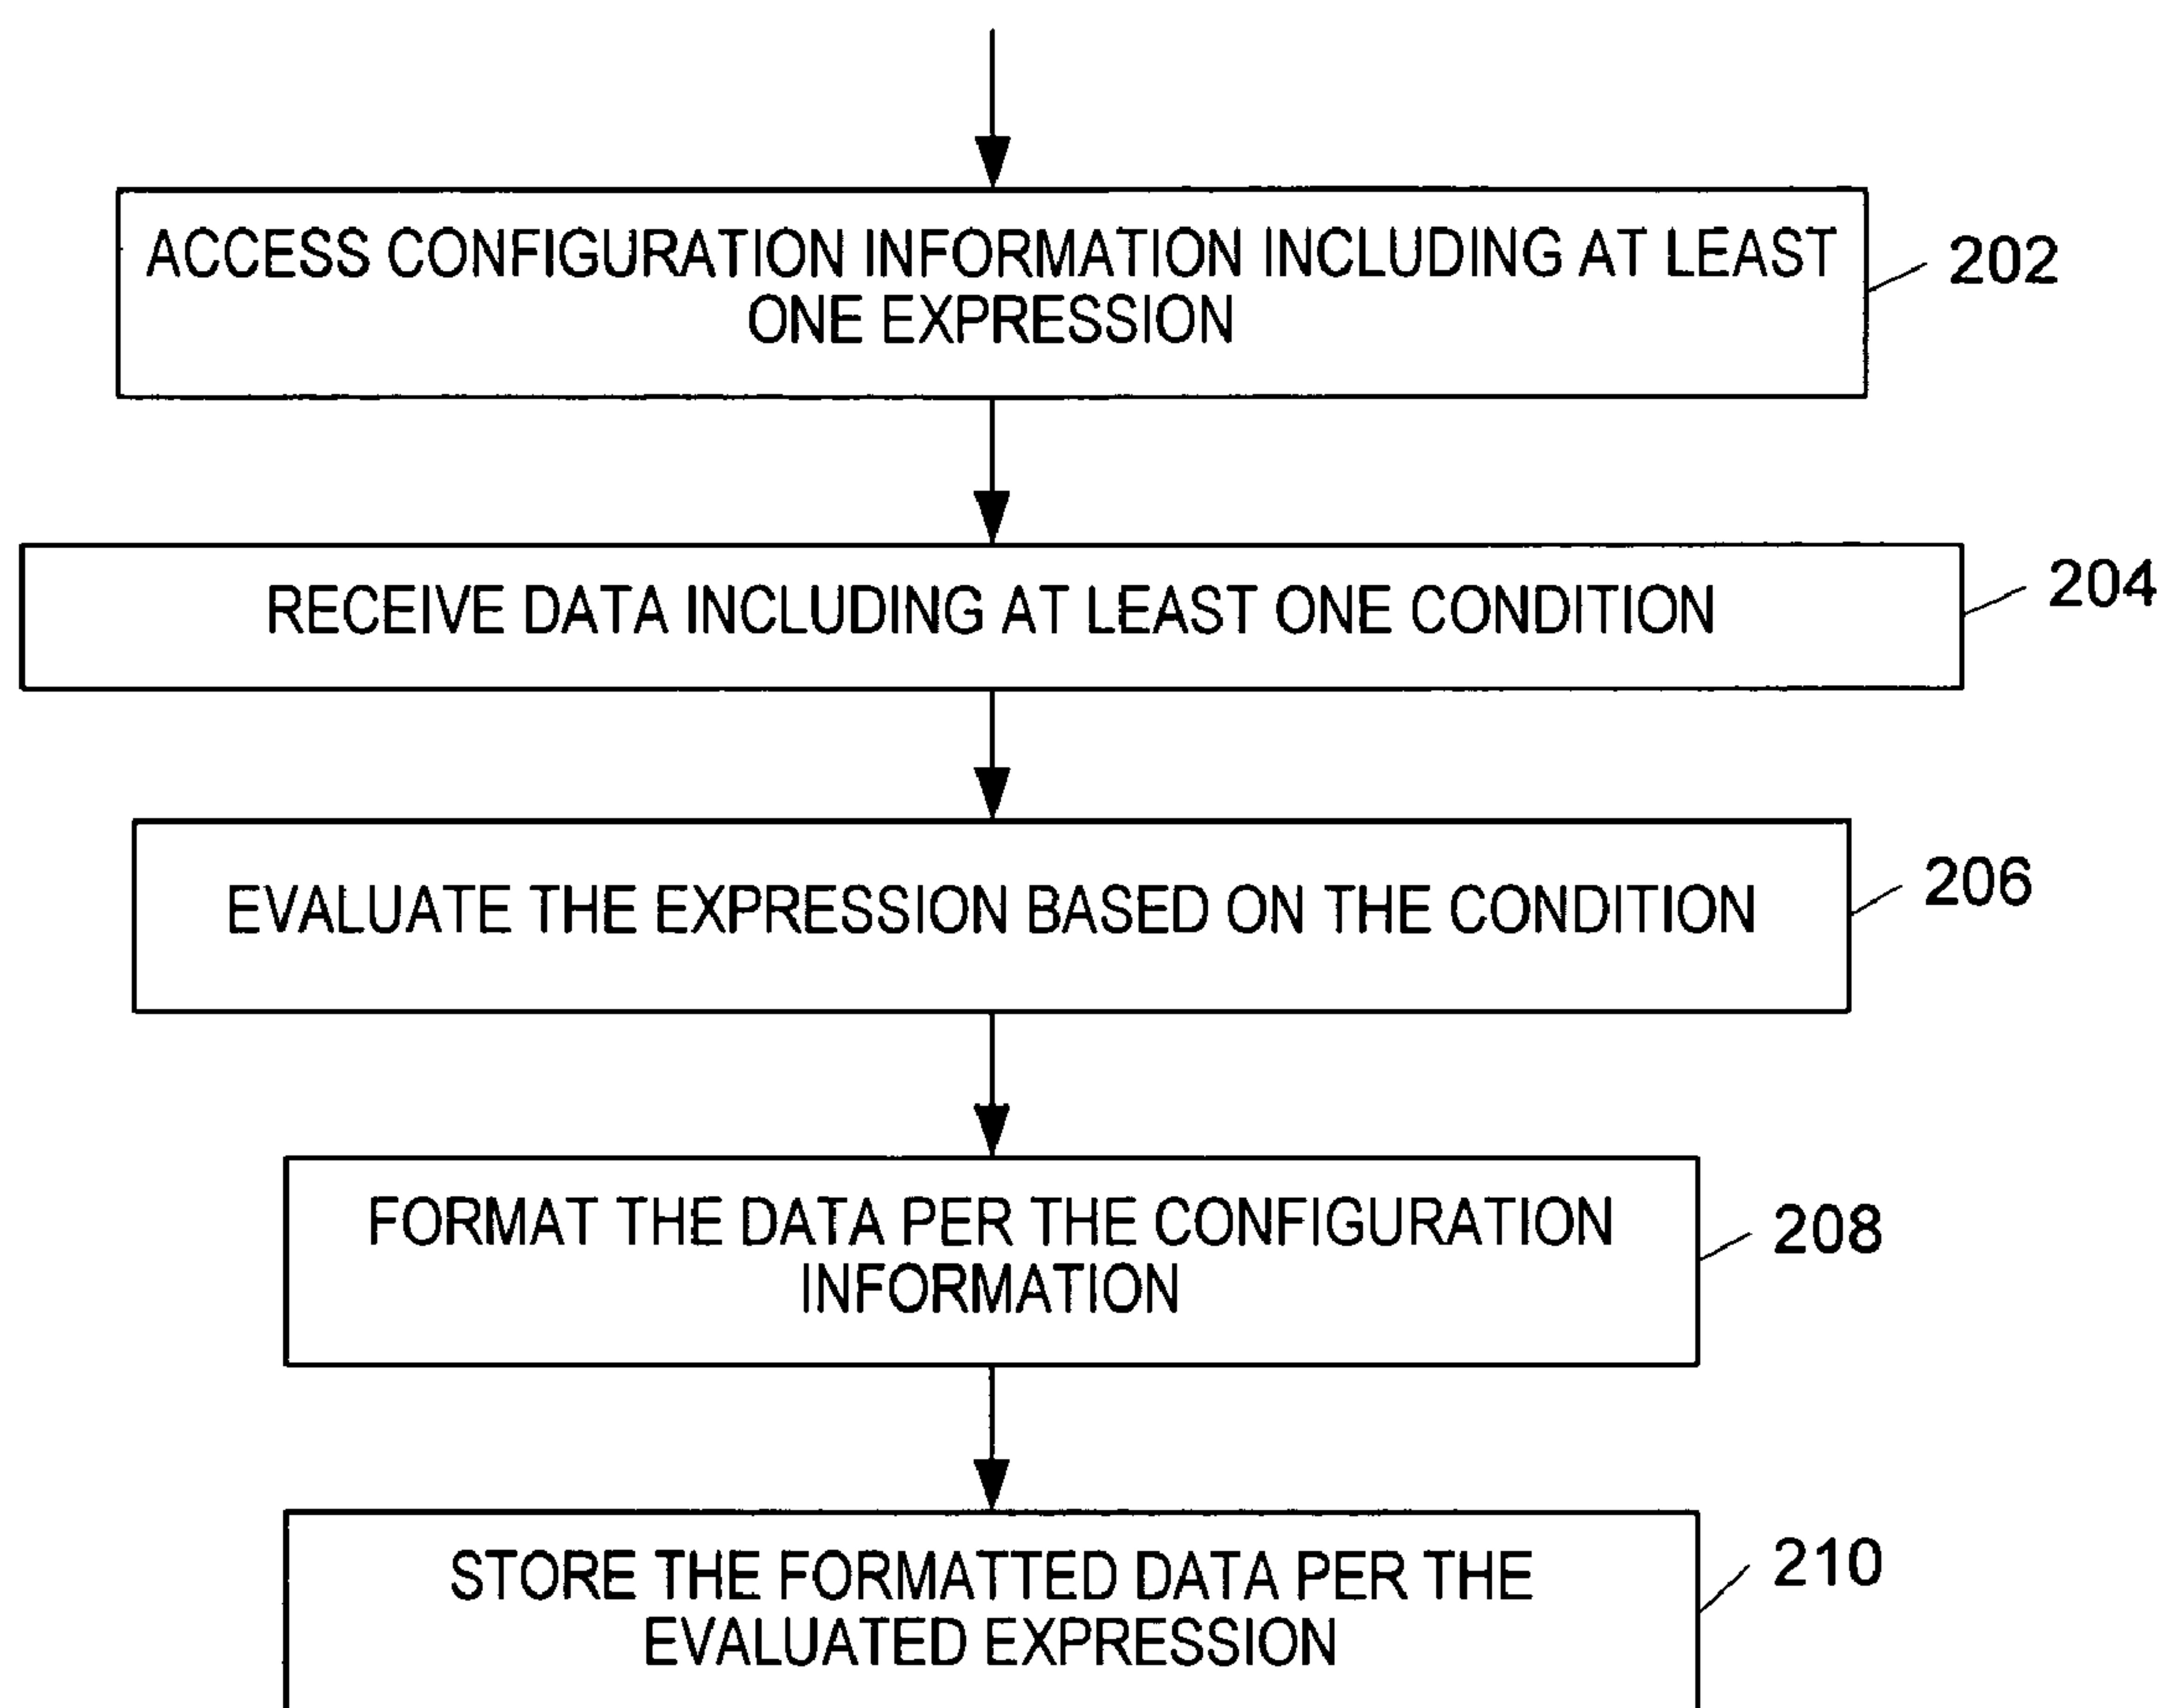 ACCESS CONFIGURATION INFORMATION INCLUDING AT LEAST
ONE EXPRESSION
202
RECEIVE DATA INCLUDING AT LEAST ONE CONDITION
204
EVALUATE THE EXPRESSION BASED ON THE CONDITION
206
FORMAT THE DATA PER THE CONFIGURATION
INFORMATION
208
STORE THE FORMATTED DATA PER THE
EVALUATED EXPRESSION
210